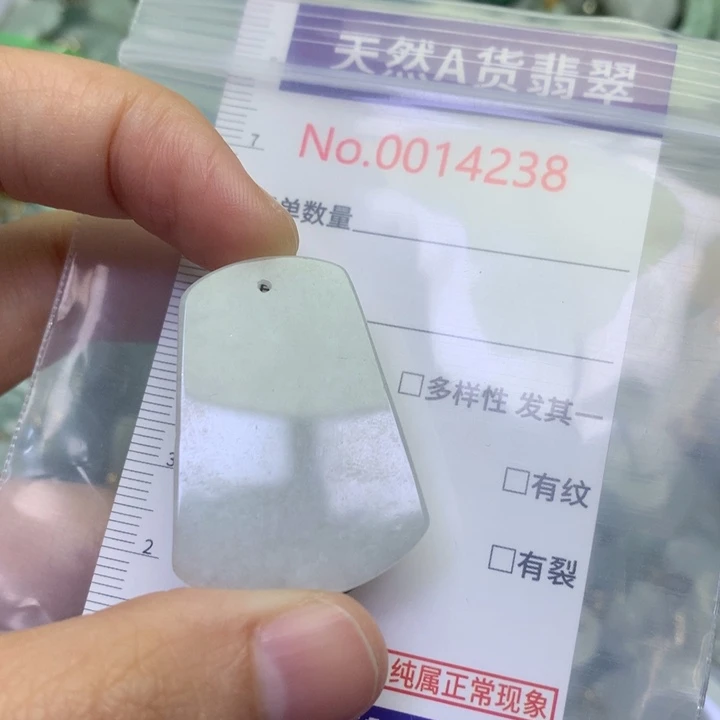 天然A货翡翠
No.0014238
7
单数量
□多样性 发其一
3
□有纹
2
□有裂
纯属正常现象